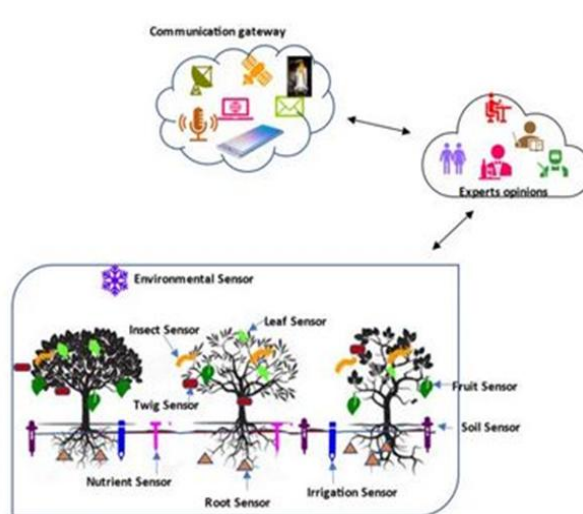 Communication gateway
Experts opinions
Environmental Sensor
Insect Sensor
Leaf Sensor
Twig Sensor
Fruit Sensor
Soil Sensor
Nutrient Sensor
Root Sensor
Irrigation Sensor